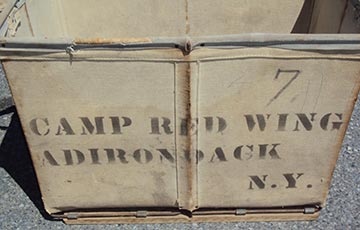 7
CAMP RED WING
ADIRONDACK
N.Y.